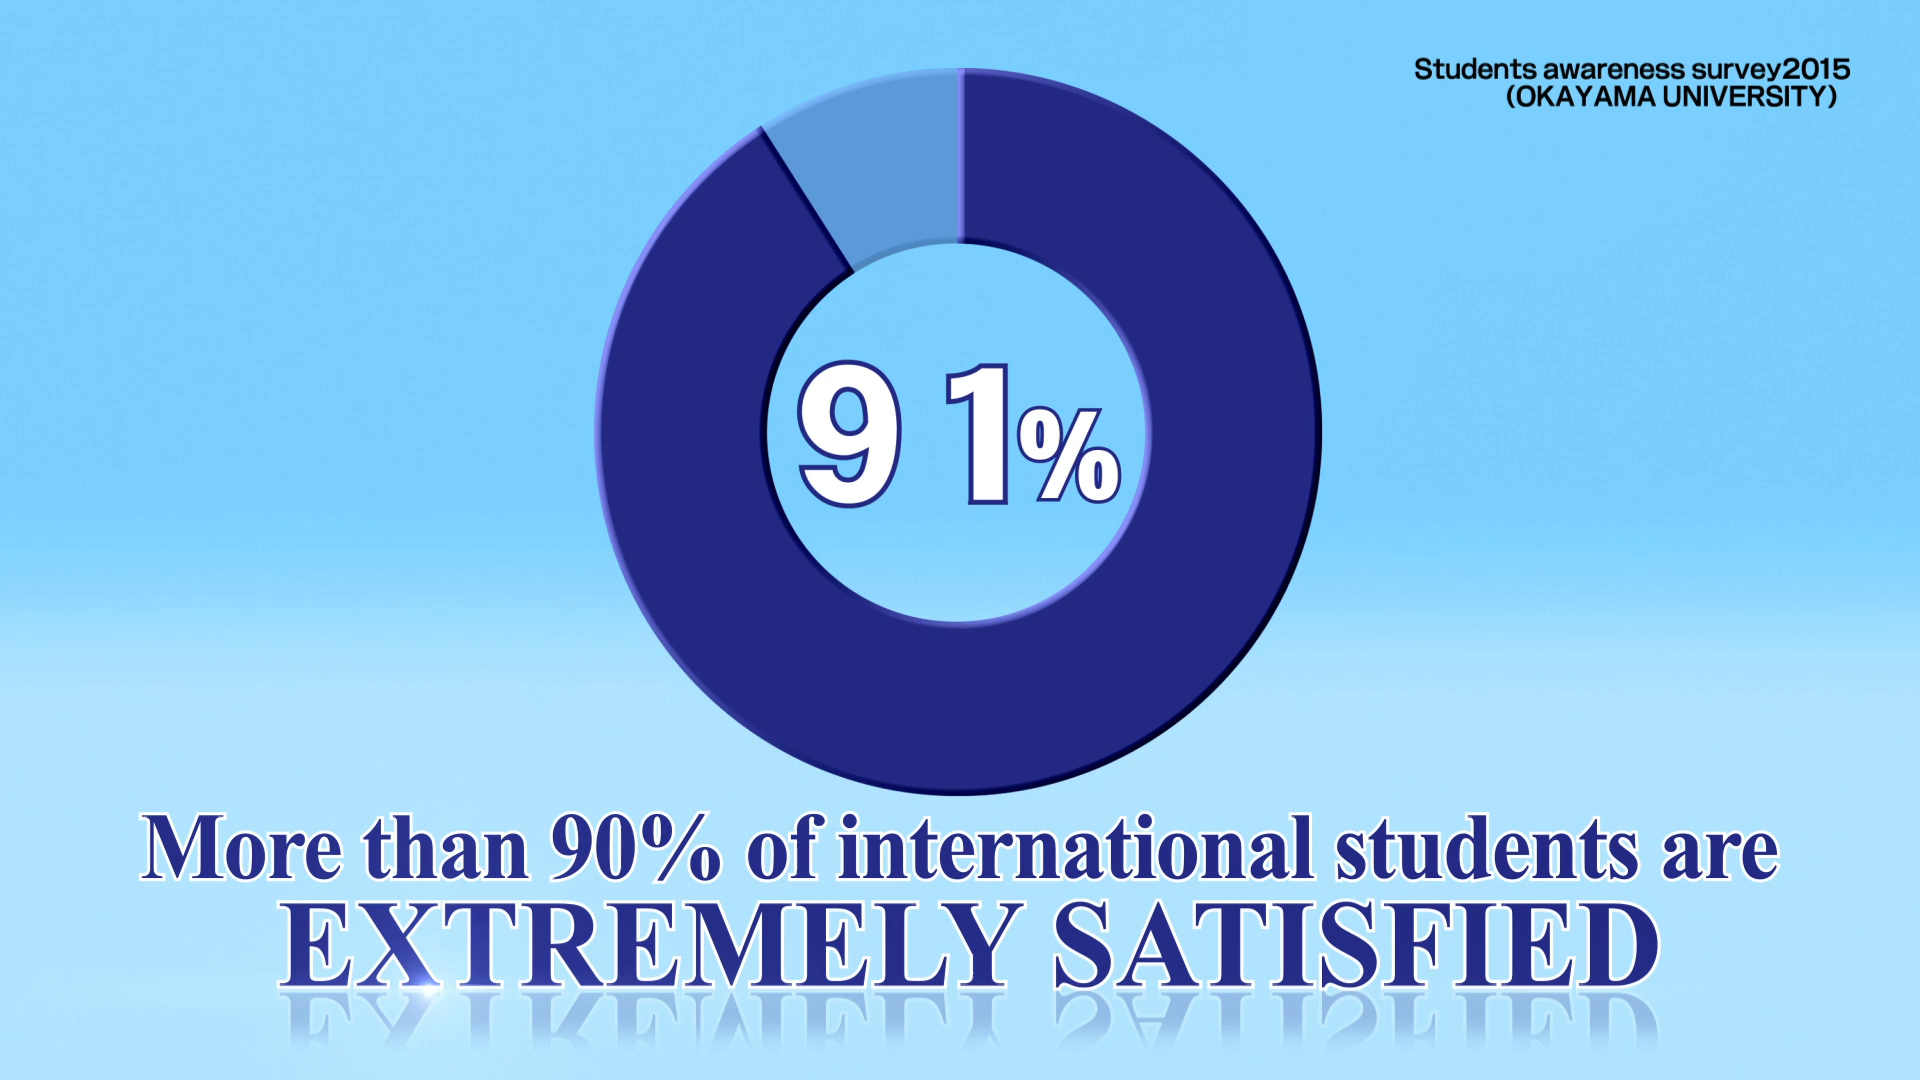 Students awareness survey2015
(OKAYAMA UNIVERSITY)
91%
More than 90% of international students are
EXTREMELY SATISFIED